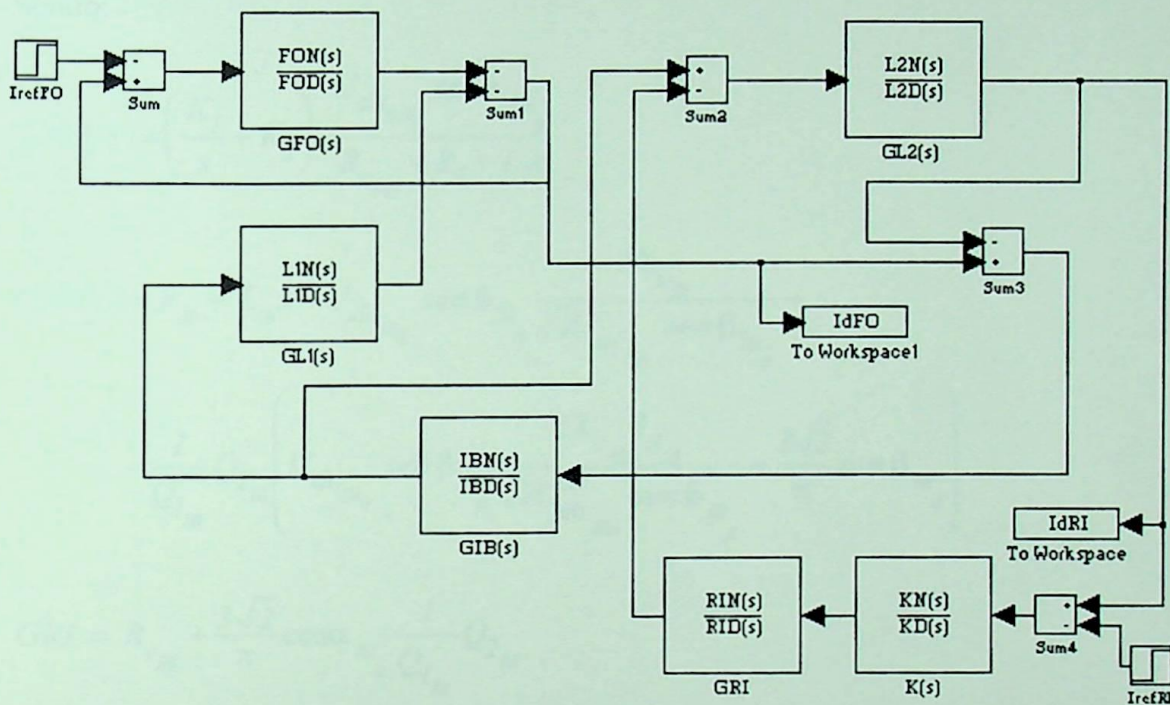 IrefFO
-
+
Sum
FON(s)
FOD(s)
GFO(s)
-
-
Sum1
+
-
Sum2
L2N(s)
L2D(s)
GL2(s)
L1N(s)
L1D(s)
GL1(s)
-
+
Sum3
IdFO
To Workspace1
IBN(s)
IBD(s)
GIB(s)
IdRI
To Workspace
RIN(s)
RID(s)
GRI
KN(s)
KD(s)
K(s)
+
-
Sum4
IrefRI